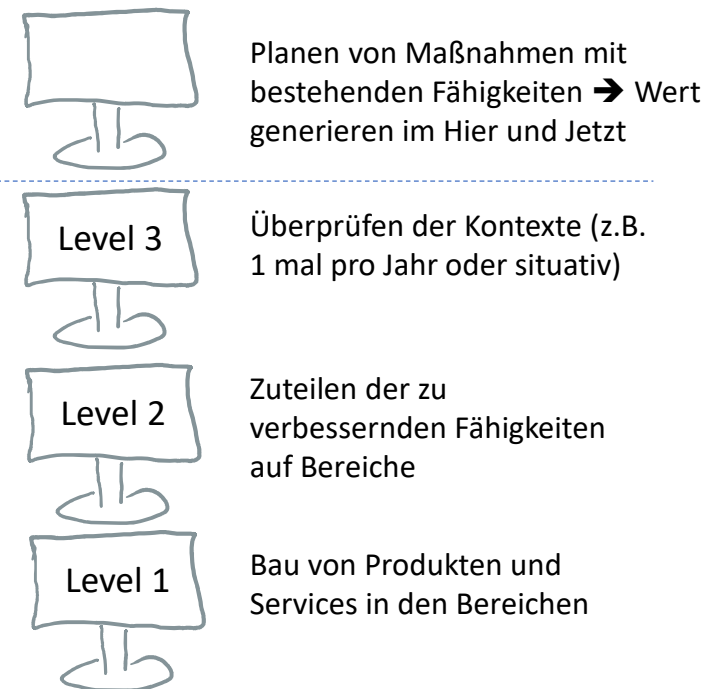 Planen von Maßnahmen mit
bestehenden Fähigkeiten ➔ Wert
generieren im Hier und Jetzt
Level 3
Überprüfen der Kontexte (z.B.
1 mal pro Jahr oder situativ)
Level 2
Zuteilen der zu
verbessernden Fähigkeiten
auf Bereiche
Level 1
Bau von Produkten und
Services in den Bereichen